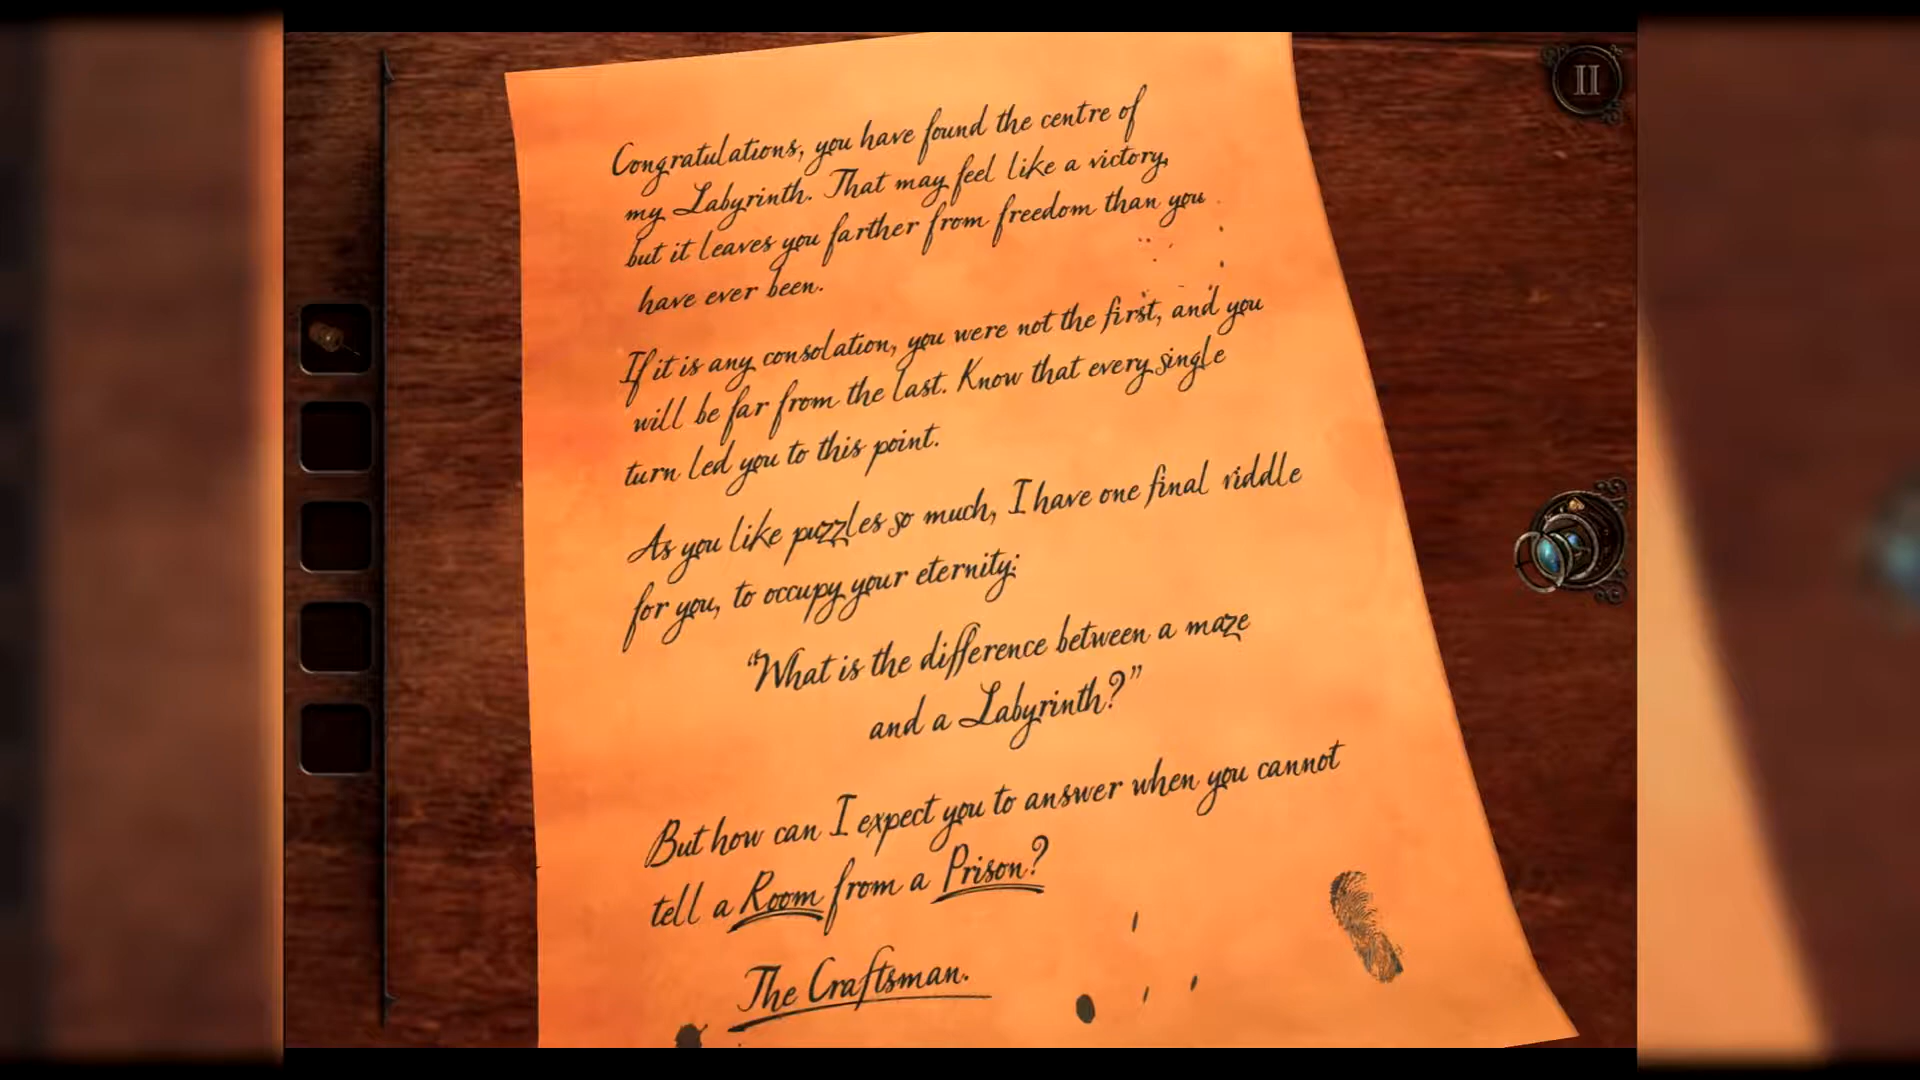 II
Congratulations, you have found the centre of
my Labyrinth. That may feel like a victory,
but it leaves you farther from freedom than you
have ever been.
If it is any consolation, you were not the first, and you
will be far from the last. Know that every single
turn led you to this point.
As you like puzzles so much, I have one final riddle
for you, to occupy your eternity:
“What is the difference between a maze
and a Labyrinth?”
But how can I expect you to answer when you cannot
tell a Room from a Prison?
The Craftsman.